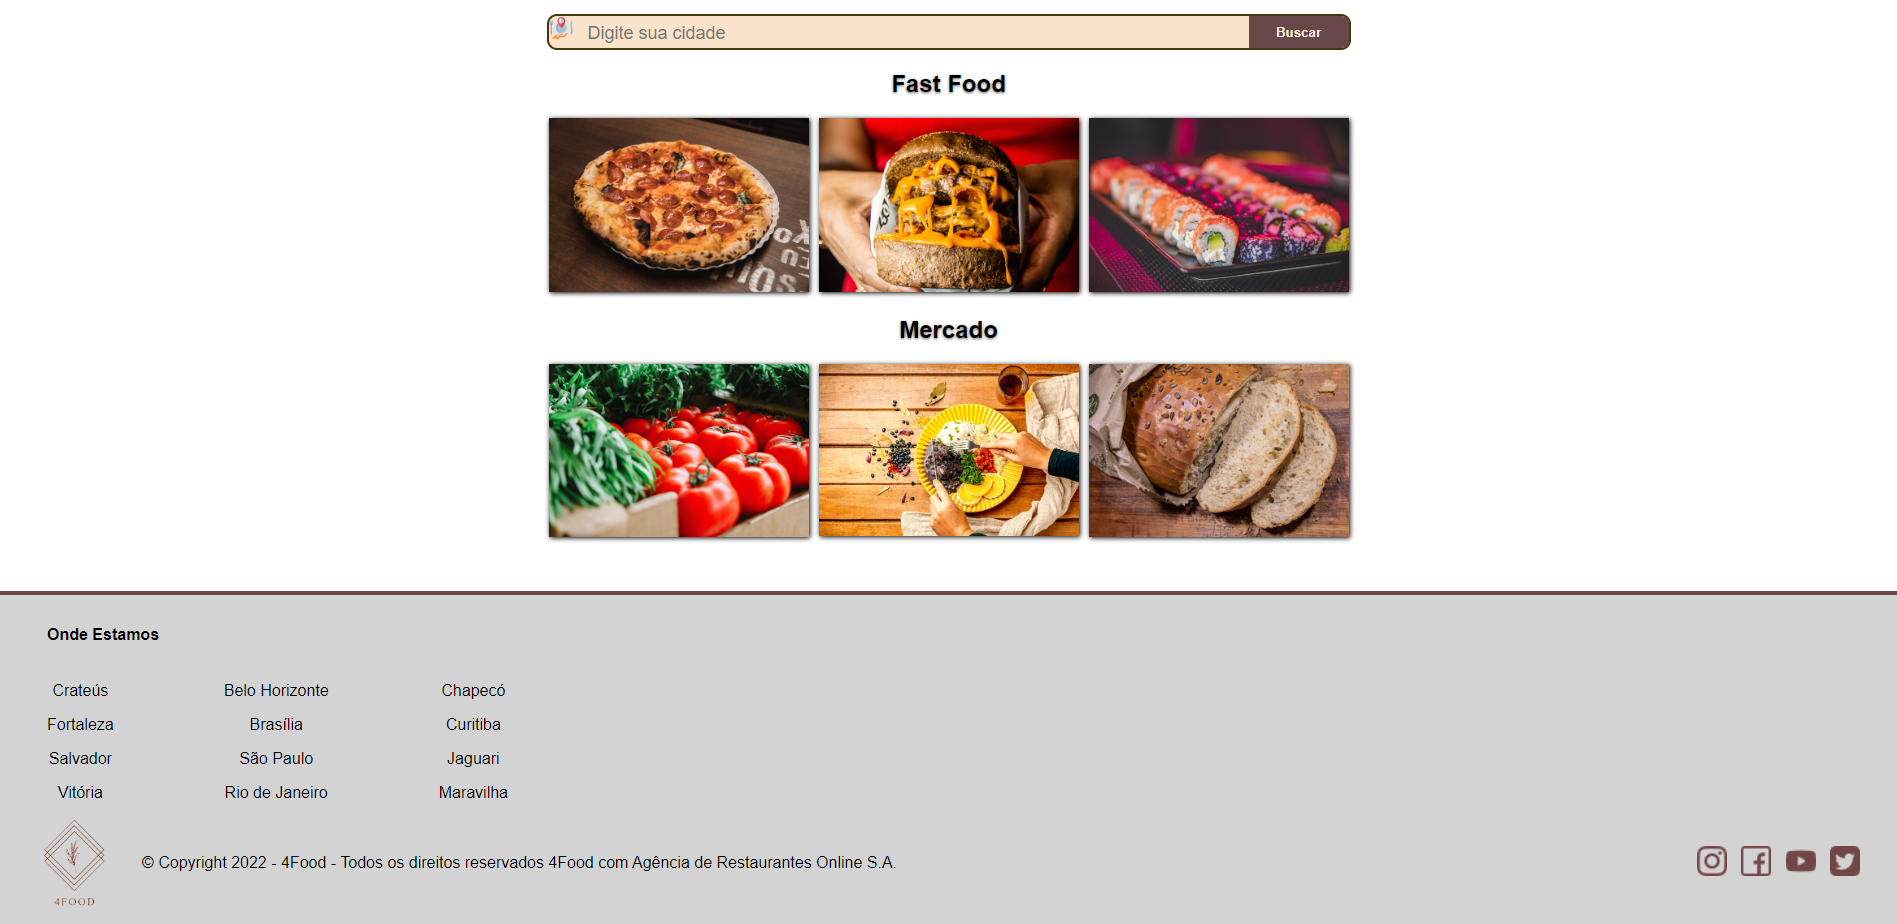 Digite sua cidade
Buscar
Fast Food
Mercado
Onde Estamos
Crateús Belo Horizonte Chapecó
Fortaleza Brasília Curitiba
Salvador São Paulo Jaguari
Vitória Rio de Janeiro Maravilha
4FOOD
© Copyright 2022 - 4Food - Todos os direitos reservados 4Food com Agência de Restaurantes Online S.A.